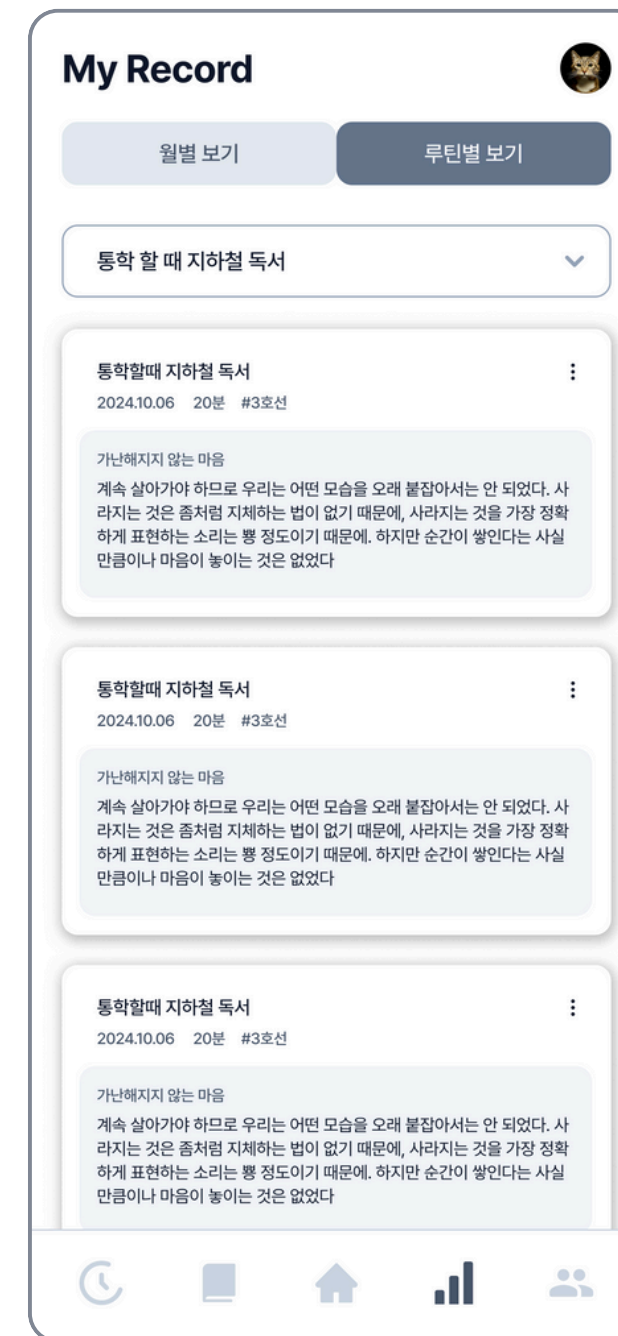 My Record
월별 보기
루틴별 보기
통학 할 때 지하철 독서
통학할때 지하철 독서
2024.10.06 20분 #3호선
가난해지지 않는 마음
계속 살아가야 하므로 우리는 어떤 모습을 오래 붙잡아서는 안 되었다. 사
라지는 것은 좀처럼 지체하는 법이 없기 때문에, 사라지는 것을 가장 정확
하게 표현하는 소리는 뿅 정도이기 때문에. 하지만 순간이 쌓인다는 사실
만큼이나 마음이 놓이는 것은 없었다
통학할때 지하철 독서
2024.10.06 20분 #3호선
가난해지지 않는 마음
계속 살아가야 하므로 우리는 어떤 모습을 오래 붙잡아서는 안 되었다. 사
라지는 것은 좀처럼 지체하는 법이 없기 때문에, 사라지는 것을 가장 정확
하게 표현하는 소리는 뿅 정도이기 때문에. 하지만 순간이 쌓인다는 사실
만큼이나 마음이 놓이는 것은 없었다
통학할때 지하철 독서
2024.10.06 20분 #3호선
가난해지지 않는 마음
계속 살아가야 하므로 우리는 어떤 모습을 오래 붙잡아서는 안 되었다. 사
라지는 것은 좀처럼 지체하는 법이 없기 때문에, 사라지는 것을 가장 정확
하게 표현하는 소리는 뿅 정도이기 때문에. 하지만 순간이 쌓인다는 사실
만큼이나 마음이 놓이는 것은 없었다